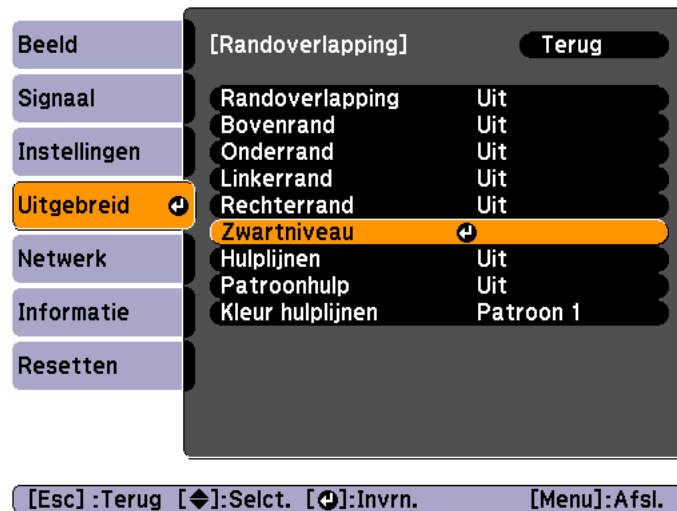 Beeld
Signaal
Instellingen
Uitgebreid
Netwerk
Informatie
Resetten
[Randoverlapping] Terug
Randoverlapping Uit
Bovenrand Uit
Onderrand Uit
Linkerrand Uit
Rechterrand Uit
Zwartniveau
Hulplijnen Uit
Patroonhulp Uit
Kleur hulplijnen Patroon 1
[Esc] :Terug [◆]:Selct. [↵]:Invrn. [Menu]:Afsl.